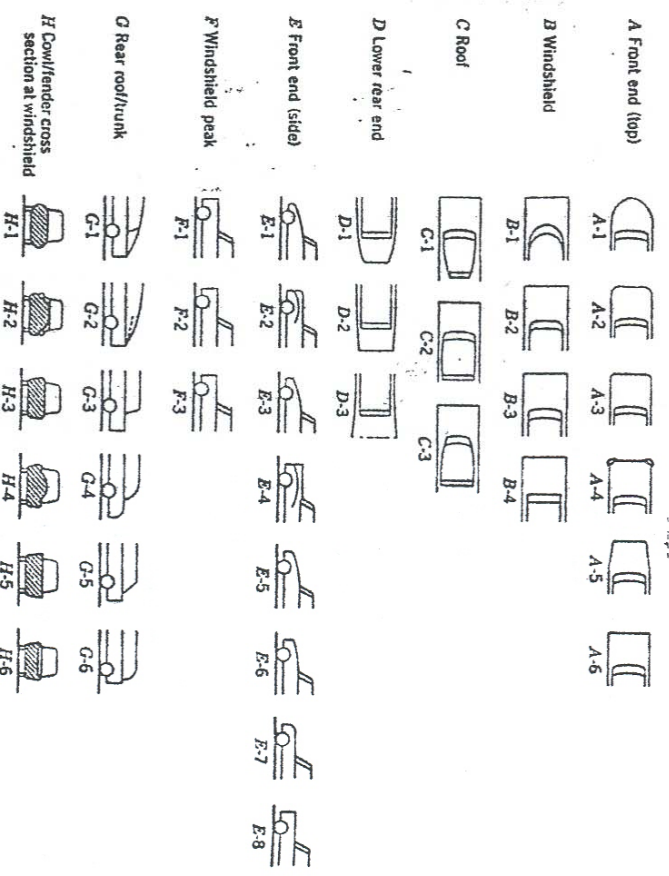 A Front end (top)
A-1 A-2 A-3 A-4 A-5 A-6
B Windshield
B-1 B-2 B-3 B-4
C Roof
C-1 C-2 C-3
D Lower rear end
D-1 D-2 D-3
E Front end (side)
E-1 E-2 E-3 E-4 E-5 E-6 E-7 E-8
F Windshield peak
F-1 F-2 F-3
G Rear roof/trunk
G-1 G-2 G-3 G-4 G-5 G-6
H Cowl/fender cross
section at windshield
H-1 H-2 H-3 H-4 H-5 H-6